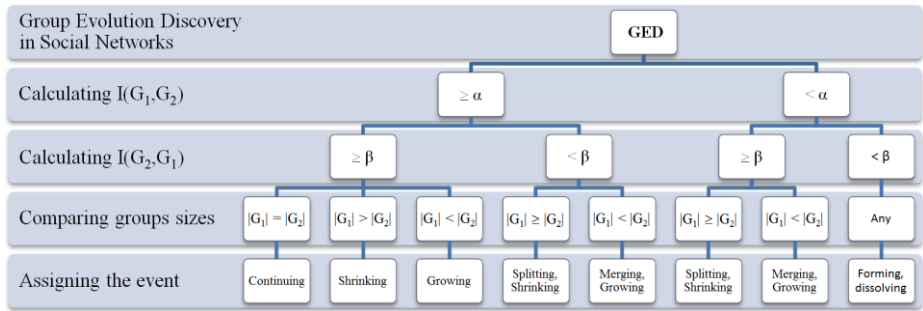 Group Evolution Discovery
in Social Networks
GED
Calculating I(G₁,G₂)
≥ α
< α
Calculating I(G₂,G₁)
≥ β
< β
≥ β
< β
Comparing groups sizes
|G₁| = |G₂|
|G₁| > |G₂|
|G₁| < |G₂|
|G₁| ≥ |G₂|
|G₁| < |G₂|
|G₁| ≥ |G₂|
|G₁| < |G₂|
Any
Assigning the event
Continuing
Shrinking
Growing
Splitting,
Shrinking
Merging,
Growing
Splitting,
Shrinking
Merging,
Growing
Forming,
dissolving